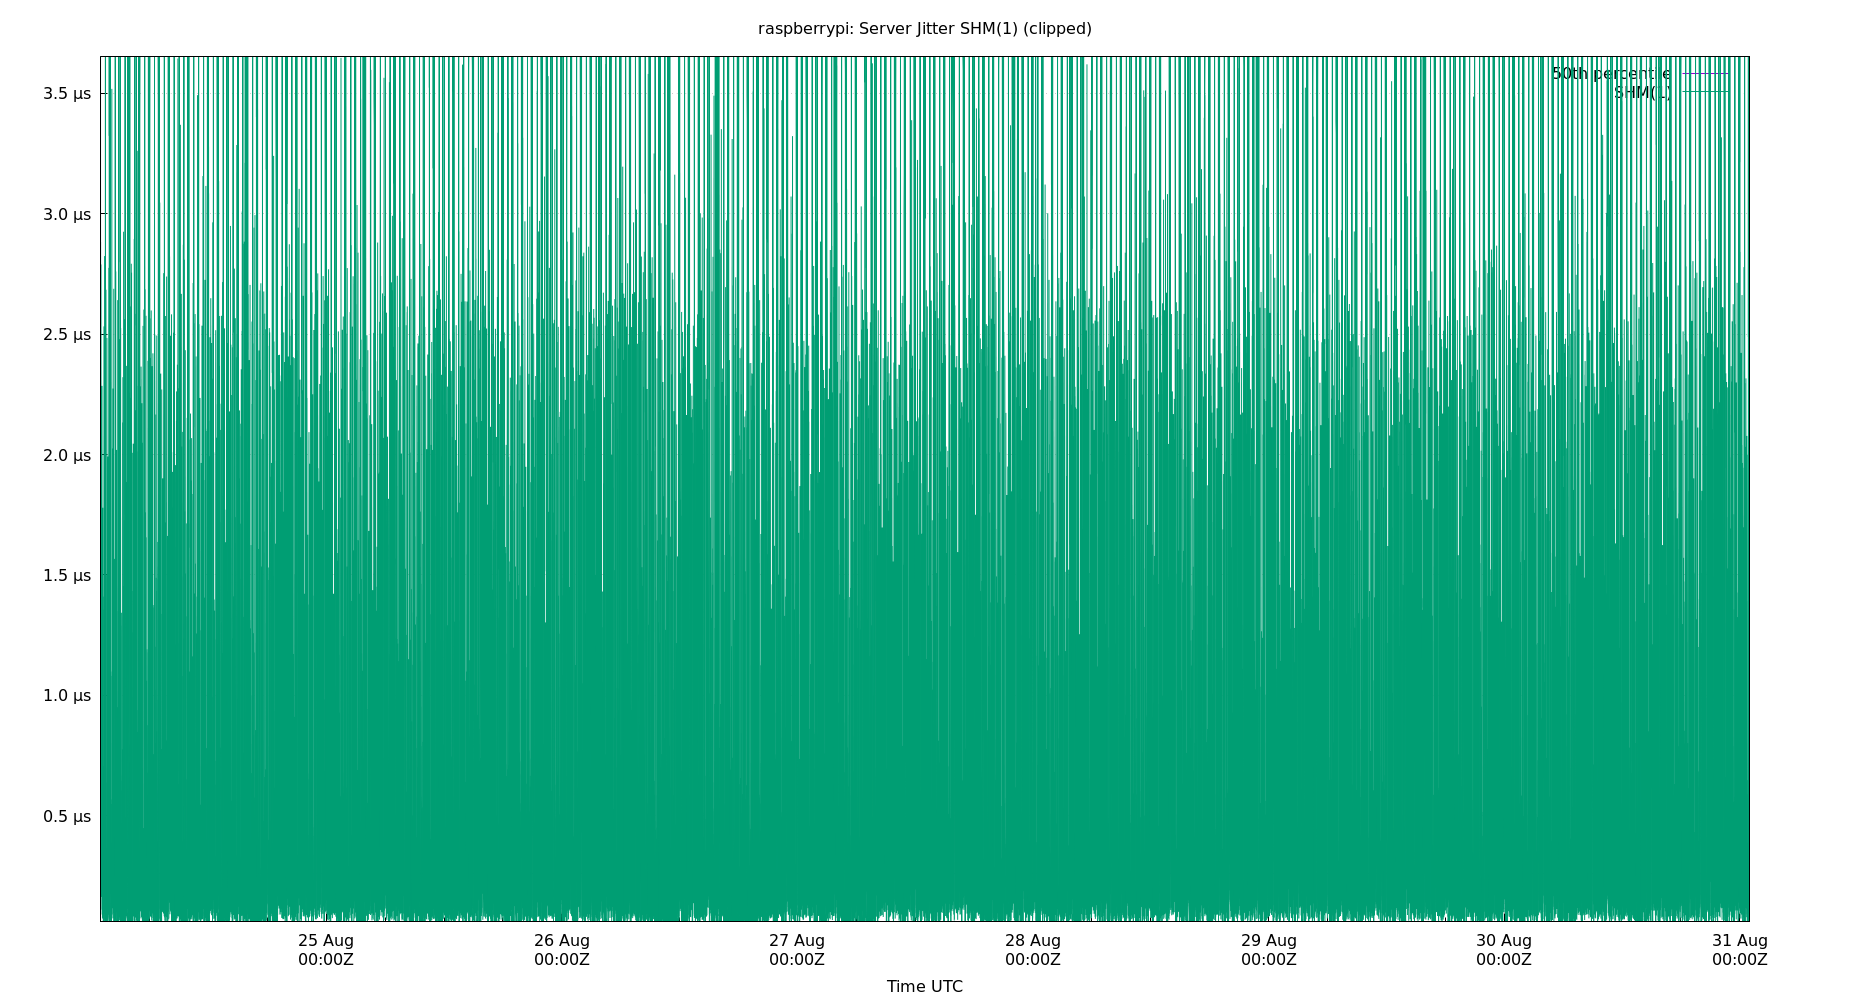 raspberrypi: Server Jitter SHM(1) (clipped)
50th percentile
SHM(1)
3.5 µs
3.0 µs
2.5 µs
2.0 µs
1.5 µs
1.0 µs
0.5 µs
25 Aug 26 Aug 27 Aug 28 Aug 29 Aug 30 Aug 31 Aug
00:00Z 00:00Z 00:00Z 00:00Z 00:00Z 00:00Z 00:00Z
Time UTC